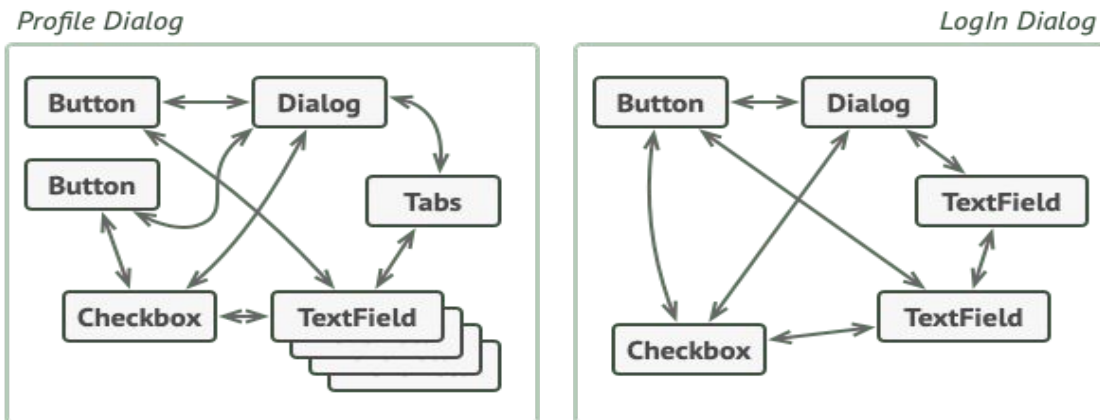 Profile Dialog
Button
Dialog
Button
Tabs
Checkbox
TextField
LogIn Dialog
Button
Dialog
TextField
TextField
Checkbox